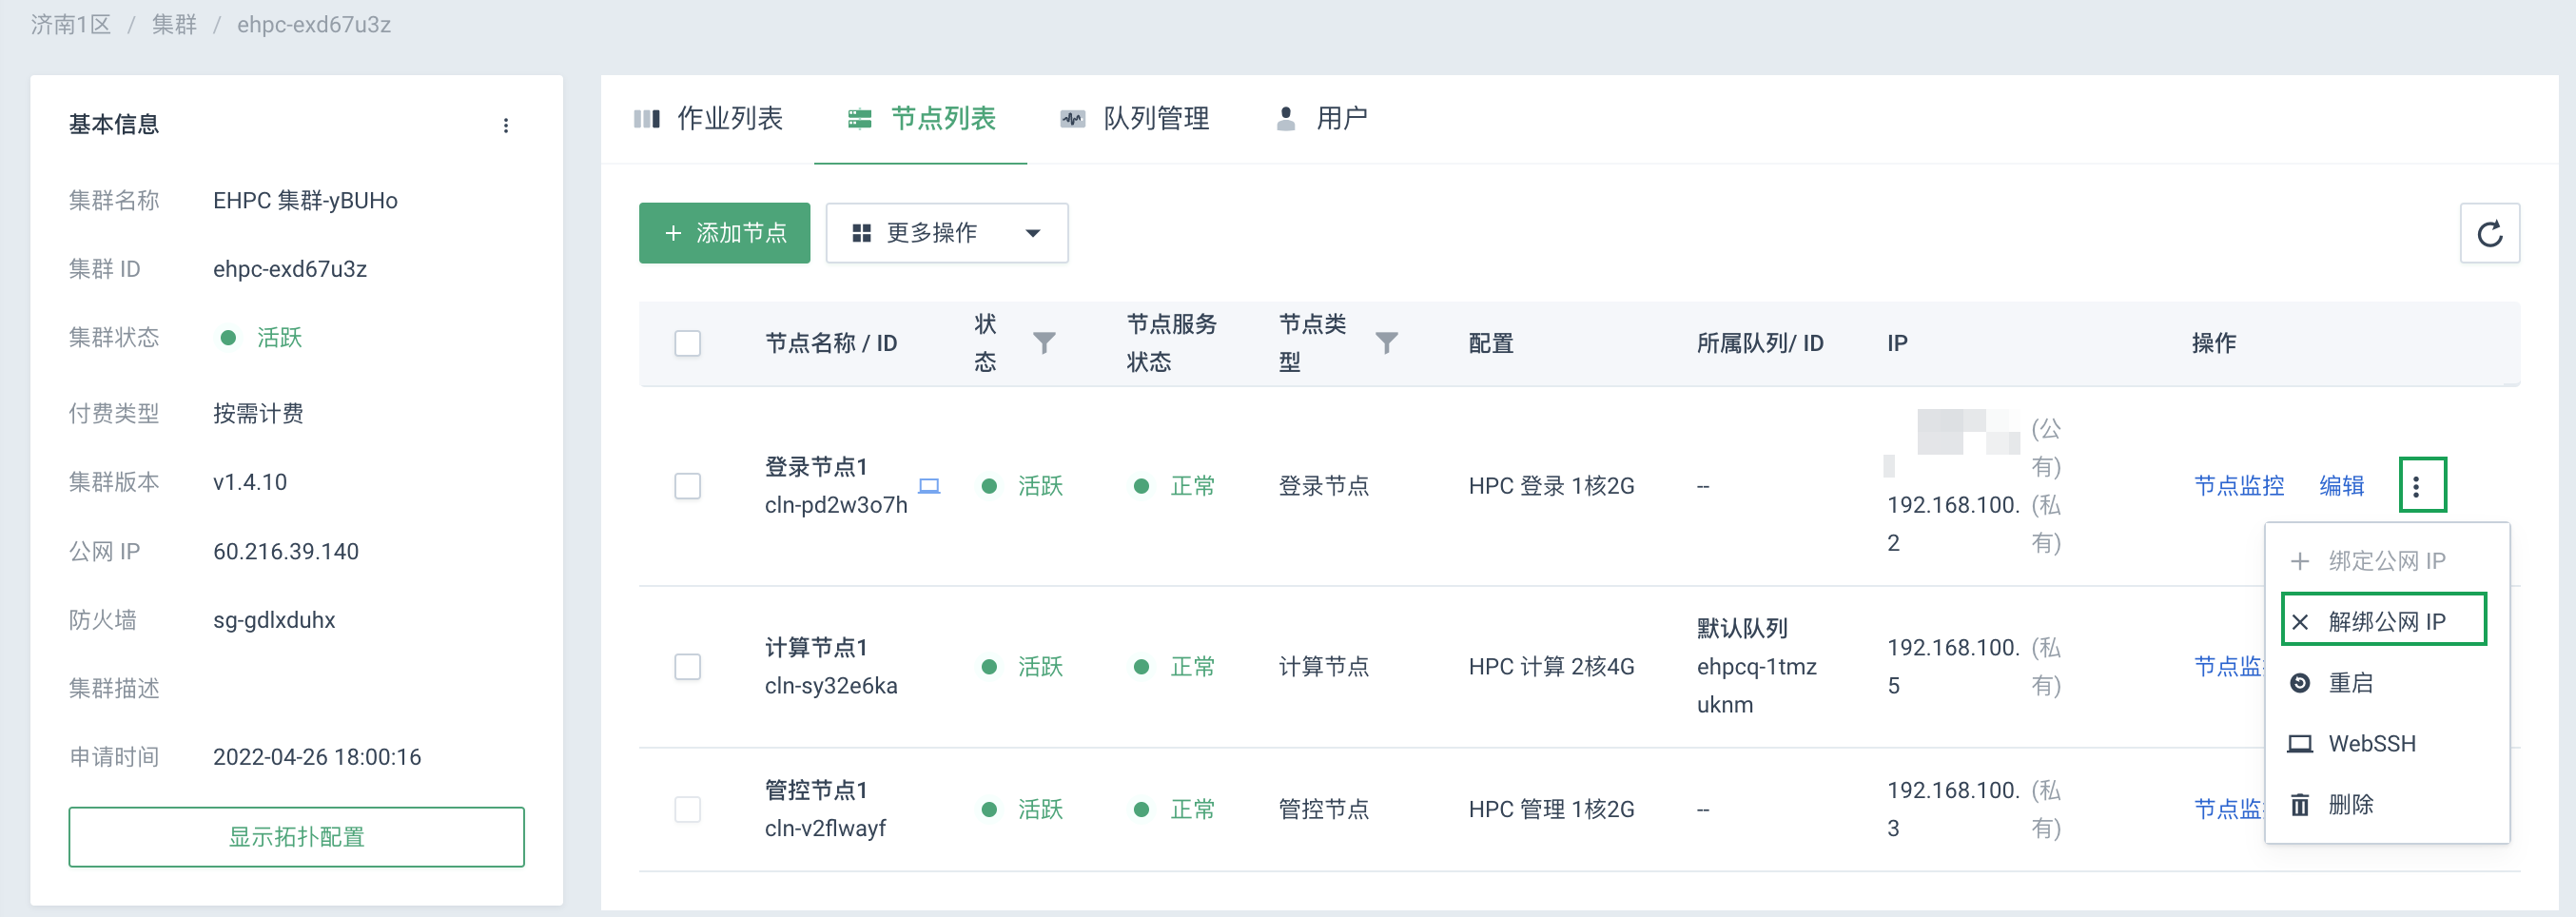 济南1区 / 集群 / ehpc-exd67u3z
基本信息
集群名称 EHPC 集群-yBUHo
集群 ID ehpc-exd67u3z
集群状态 活跃
付费类型 按需计费
集群版本 v1.4.10
公网 IP 60.216.39.140
防火墙 sg-gdlxduhx
集群描述
申请时间 2022-04-26 18:00:16
显示拓扑配置
作业列表 节点列表 队列管理 用户
+ 添加节点 更多操作
节点名称 / ID 状态 节点服务状态 节点类型 配置 所属队列/ ID IP 操作
登录节点1
cln-pd2w3o7h
活跃 正常 登录节点 HPC 登录 1核2G --
(公有)
192.168.100.2 (私有)
节点监控 编辑
计算节点1
cln-sy32e6ka
活跃 正常 计算节点 HPC 计算 2核4G
默认队列
ehpcq-1tmz
uknm
192.168.100.5 (私有)
节点监
管控节点1
cln-v2flwayf
活跃 正常 管控节点 HPC 管理 1核2G --
192.168.100.3 (私有)
节点监
绑定公网 IP
解绑公网 IP
重启
WebSSH
删除